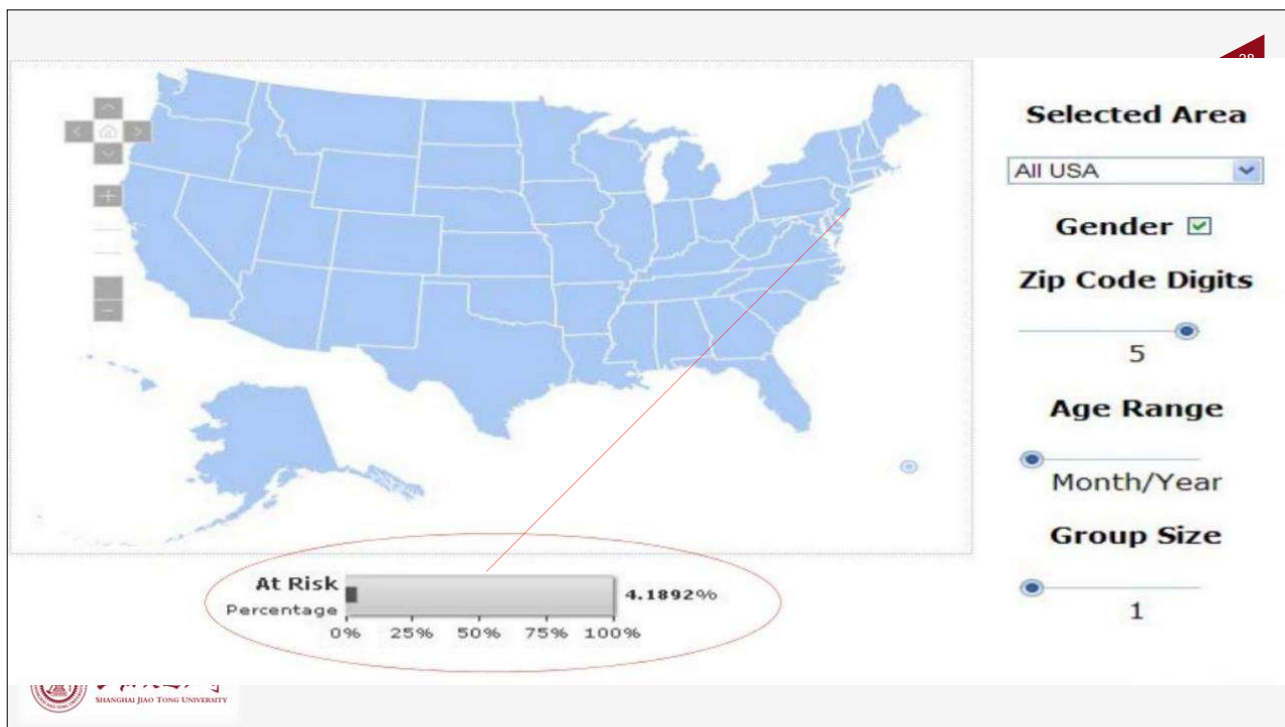 Selected Area
All USA
Gender
Zip Code Digits
5
Age Range
Month/Year
Group Size
1
At Risk
Percentage
4.1892%
0% 25% 50% 75% 100%
SHANGHAI JIAO TONG UNIVERSITY